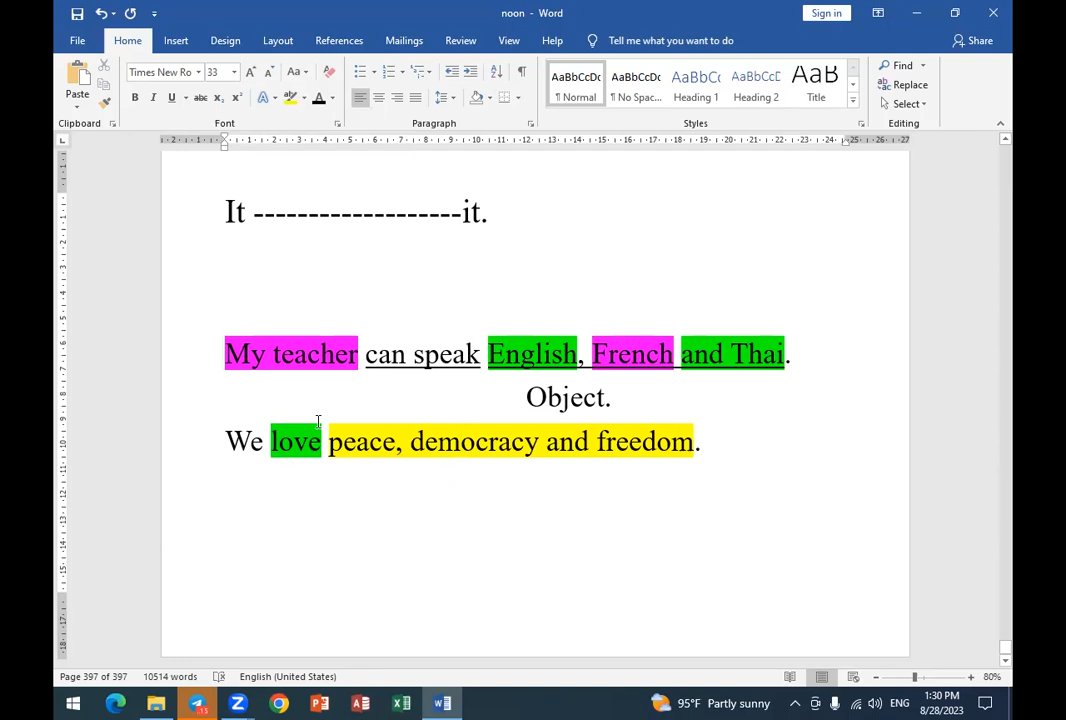 noon - Word
Sign in
File Home Insert Design Layout References Mailings Review View Help Tell me what you want to do Share
Paste
Times New Ro 33
Aa
AaBbCcDc AaBbCcDc AaBbCc AaBbCcD AaB
¶ Normal ¶ No Spac... Heading 1 Heading 2 Title
Find
Replace
Select
Clipboard Font Paragraph Styles Editing
It -------------------it.
My teacher can speak English, French and Thai.
Object.
We love peace, democracy and freedom.
Page 397 of 397 10514 words English (United States) 80%
95°F Partly sunny
1:30 PM
8/28/2023